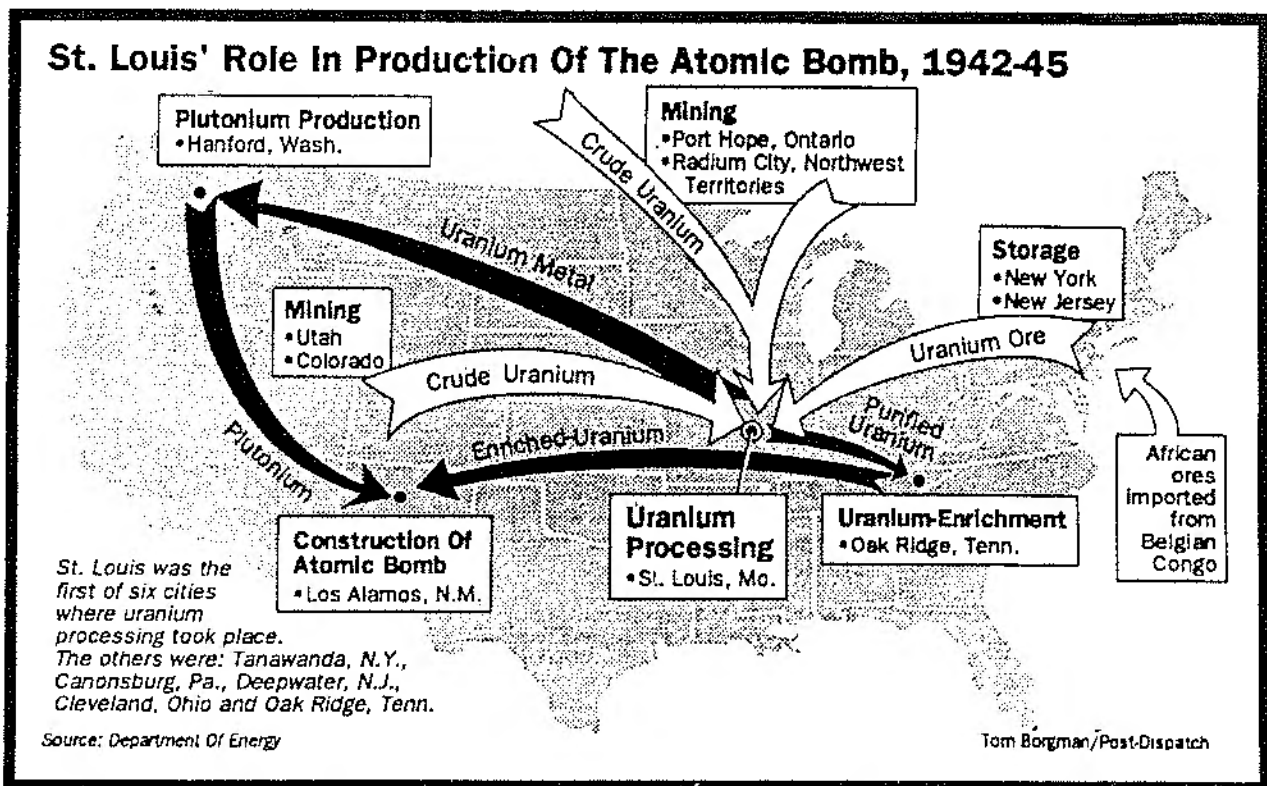 St. Louis' Role In Production Of The Atomic Bomb, 1942-45
Plutonium Production
•Hanford, Wash.
Mining
•Port Hope, Ontario
•Radium City, Northwest
Territories
Crude Uranium
Uranium Metal
Storage
•New York
•New Jersey
Mining
•Utah
•Colorado
Crude Uranium
Uranium Ore
Plutonium
Enriched-Uranium
Purified
Uranium
African
ores
imported
from
Belgian
Congo
Construction Of
Atomic Bomb
•Los Alamos, N.M.
Uranium
Processing
•St. Louis, Mo.
Uranium-Enrichment
•Oak Ridge, Tenn.
St. Louis was the
first of six cities
where uranium
processing took place.
The others were: Tanawanda, N.Y.,
Canonsburg, Pa., Deepwater, N.J.,
Cleveland, Ohio and Oak Ridge, Tenn.
Source: Department Of Energy
Tom Borgman/Post-Dispatch